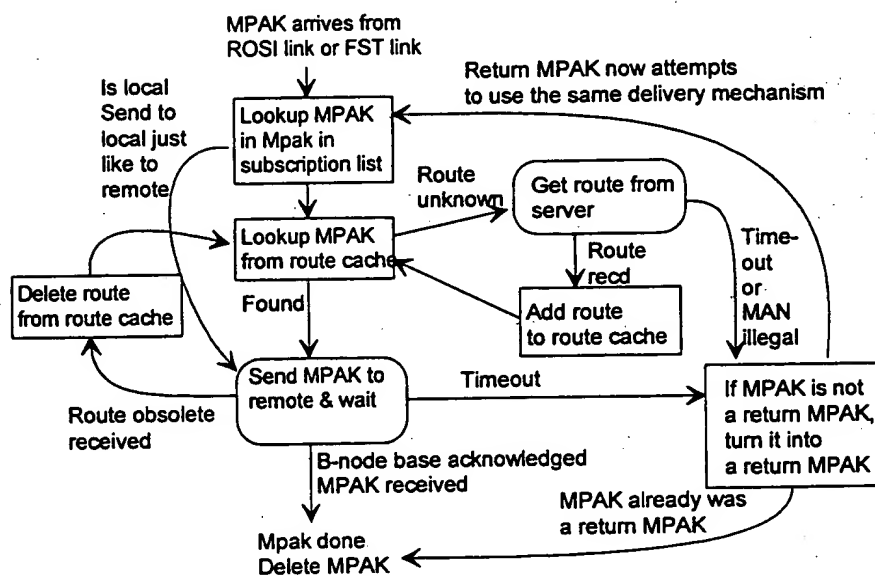 MPAK arrives from
ROSI link or FST link
Return MPAK now attempts
to use the same delivery mechanism
Is local
Send to
local just
like to
remote
Lookup MPAK
in Mpak in
subscription list
Route
unknown
Get route from
server
Lookup MPAK
from route cache
Route
recd
Time-
out
or
MAN
illegal
Delete route
from route cache
Found
Add route
to route cache
Send MPAK to
remote & wait
Timeout
If MPAK is not
a return MPAK,
turn it into
a return MPAK
Route obsolete
received
B-node base acknowledged
MPAK received
MPAK already was
a return MPAK
Mpak done
Delete MPAK